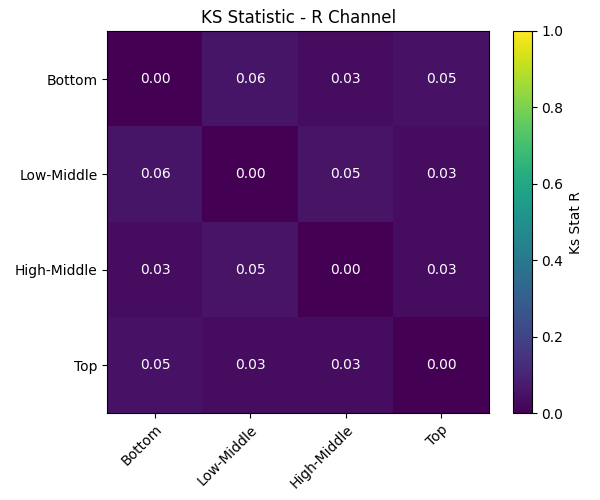 KS Statistic - R Channel
Bottom 0.00 0.06 0.03 0.05
Low-Middle 0.06 0.00 0.05 0.03
High-Middle 0.03 0.05 0.00 0.03
Top 0.05 0.03 0.03 0.00
Bottom Low-Middle High-Middle Top
1.0
0.8
0.6
0.4
0.2
0.0
Ks Stat R